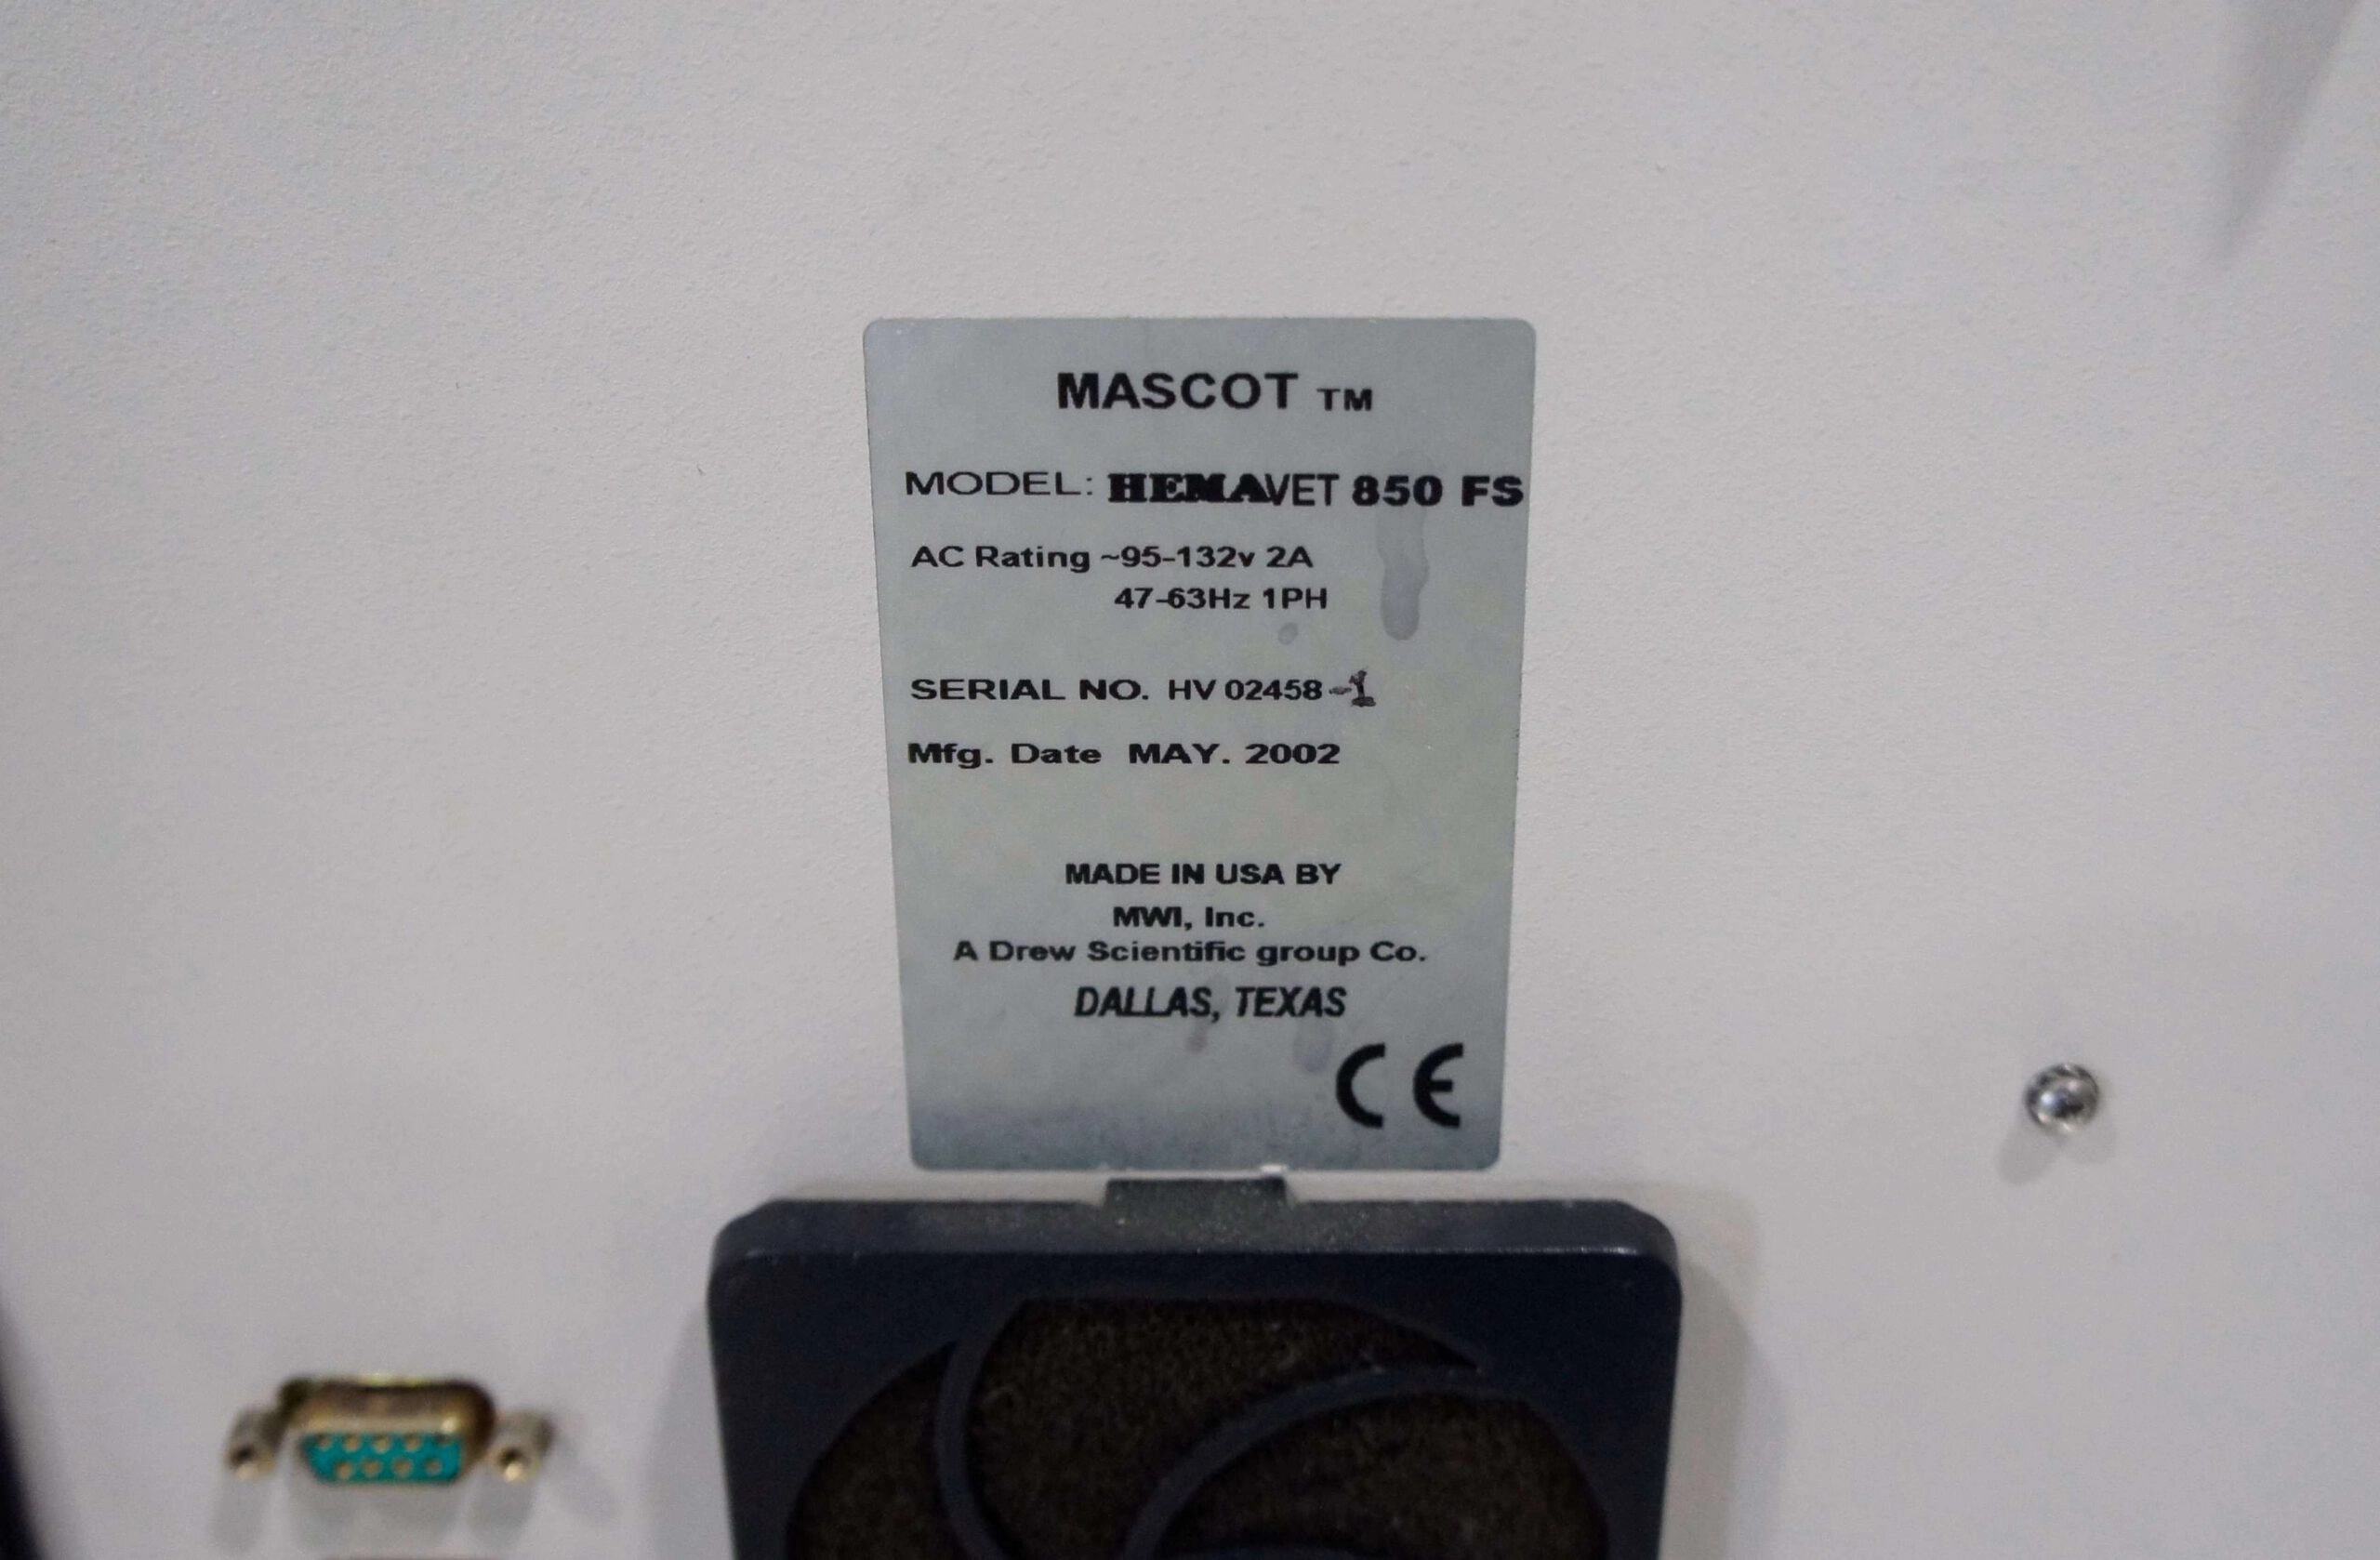 MASCOT TM
MODEL: HEMAVET 850 FS
AC Rating ~95-132v 2A
47-63Hz 1PH
SERIAL NO. HV 02458-1
Mfg. Date MAY. 2002
MADE IN USA BY
MWI, Inc.
A Drew Scientific group Co.
DALLAS, TEXAS
CE